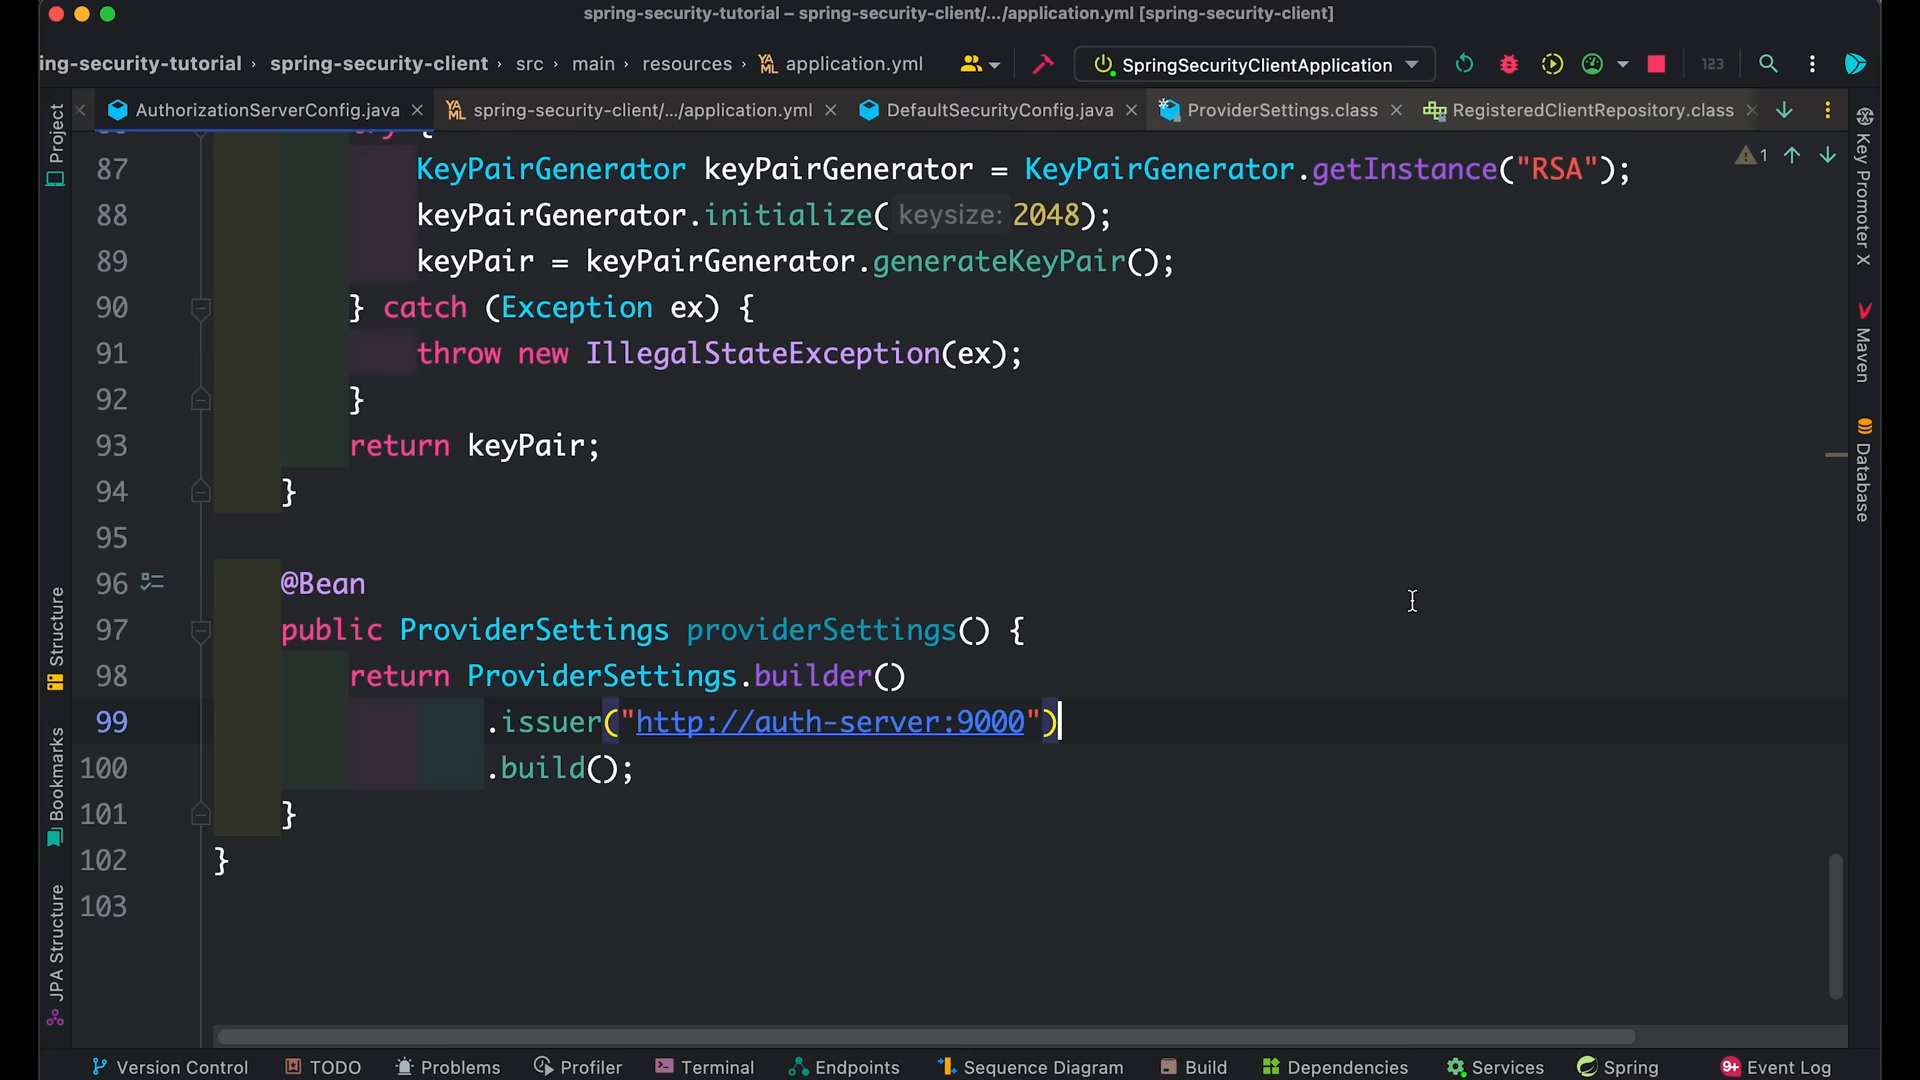 spring-security-tutorial – spring-security-client/.../application.yml [spring-security-client]
ing-security-tutorial › spring-security-client › src › main › resources › application.yml
SpringSecurityClientApplication
123
AuthorizationServerConfig.java
spring-security-client/.../application.yml
DefaultSecurityConfig.java
ProviderSettings.class
RegisteredClientRepository.class
1
87 KeyPairGenerator keyPairGenerator = KeyPairGenerator.getInstance("RSA");
88 keyPairGenerator.initialize( keysize: 2048);
89 keyPair = keyPairGenerator.generateKeyPair();
90 } catch (Exception ex) {
91 throw new IllegalStateException(ex);
92 }
93 return keyPair;
94 }
95
96 @Bean
97 public ProviderSettings providerSettings() {
98 return ProviderSettings.builder()
99 .issuer("http://auth-server:9000")
100 .build();
101 }
102 }
103
Project
Structure
Bookmarks
JPA Structure
Key Promoter X
Maven
Database
Version Control
TODO
Problems
Profiler
Terminal
Endpoints
Sequence Diagram
Build
Dependencies
Services
Spring
9+ Event Log